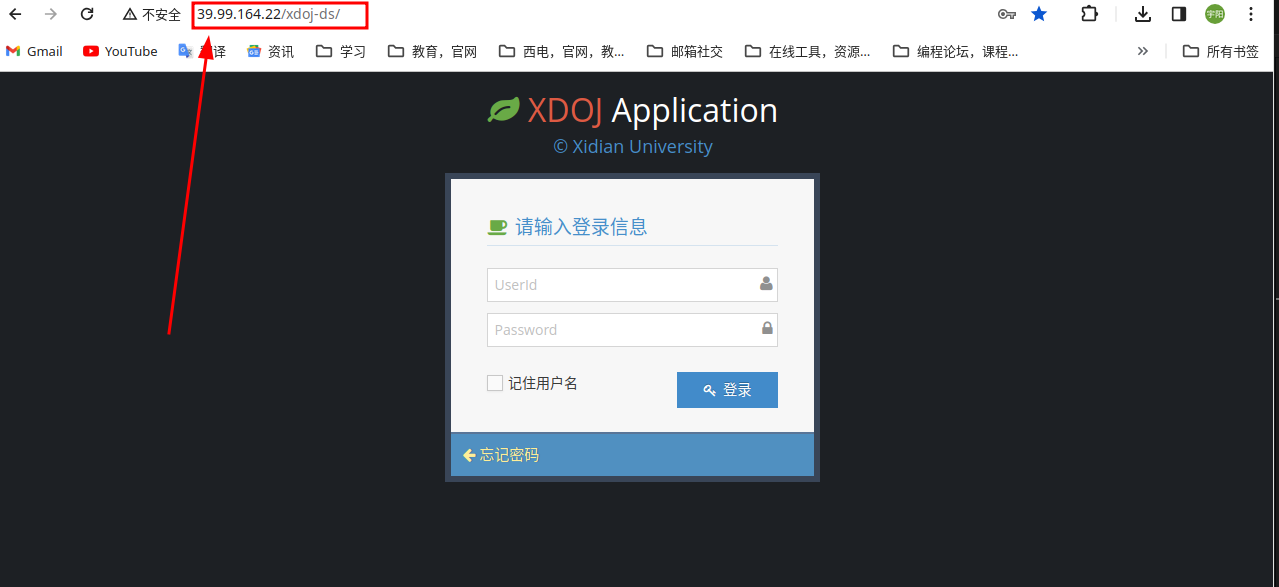 不安全 39.99.164.22/xdoj-ds/ 宇阳
Gmail YouTube 译 资讯 学习 教育，官网 西电，官网，教... 邮箱社交 在线工具，资源... 编程论坛，课程... » 所有书签
XDOJ Application
© Xidian University
请输入登录信息
UserId
Password
记住用户名 登录
忘记密码